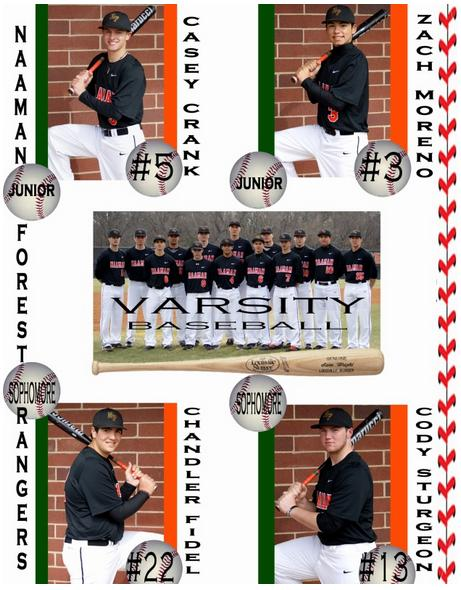 NAAMAN FOREST RANGERS
CASEY CRANK
#5
JUNIOR
ZACH MORENO
#3
JUNIOR
VARSITY
BASEBALL
SOPHOMORE
CHANDLER FIDEL
#22
SOPHOMORE
CODY STURGEON
#13